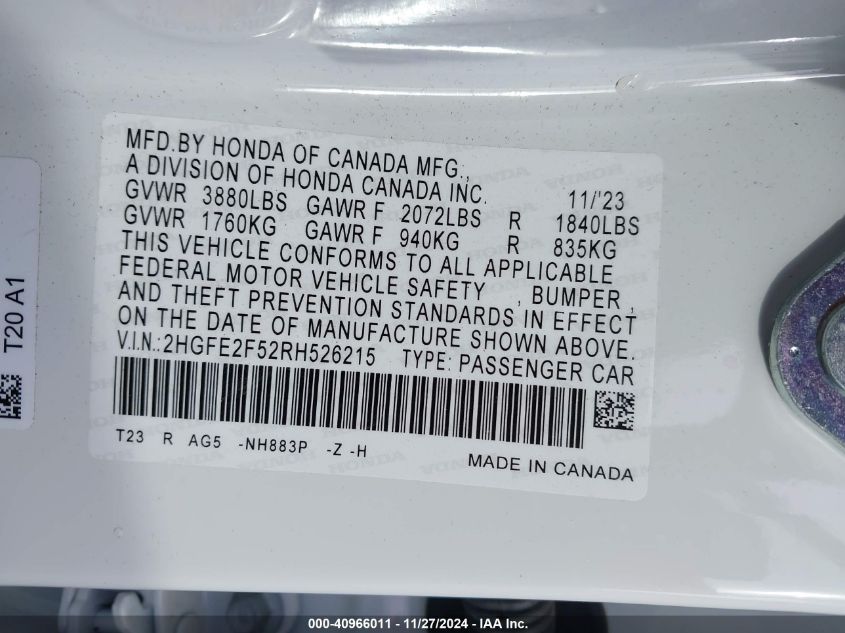 MFD.BY HONDA OF CANADA MFG.,
A DIVISION OF HONDA CANADA INC. 11/'23
GVWR 3880LBS GAWR F 2072LBS R 1840LBS
GVWR 1760KG GAWR F 940KG R 835KG
THIS VEHICLE CONFORMS TO ALL APPLICABLE
FEDERAL MOTOR VEHICLE SAFETY , BUMPER ,
AND THEFT PREVENTION STANDARDS IN EFFECT
ON THE DATE OF MANUFACTURE SHOWN ABOVE.
V.I.N.:2HGFE2F52RH526215 TYPE: PASSENGER CAR
T23 R AG5 -NH883P -Z -H
MADE IN CANADA
T20 A1
000-40966011 - 11/27/2024 - IAA Inc.